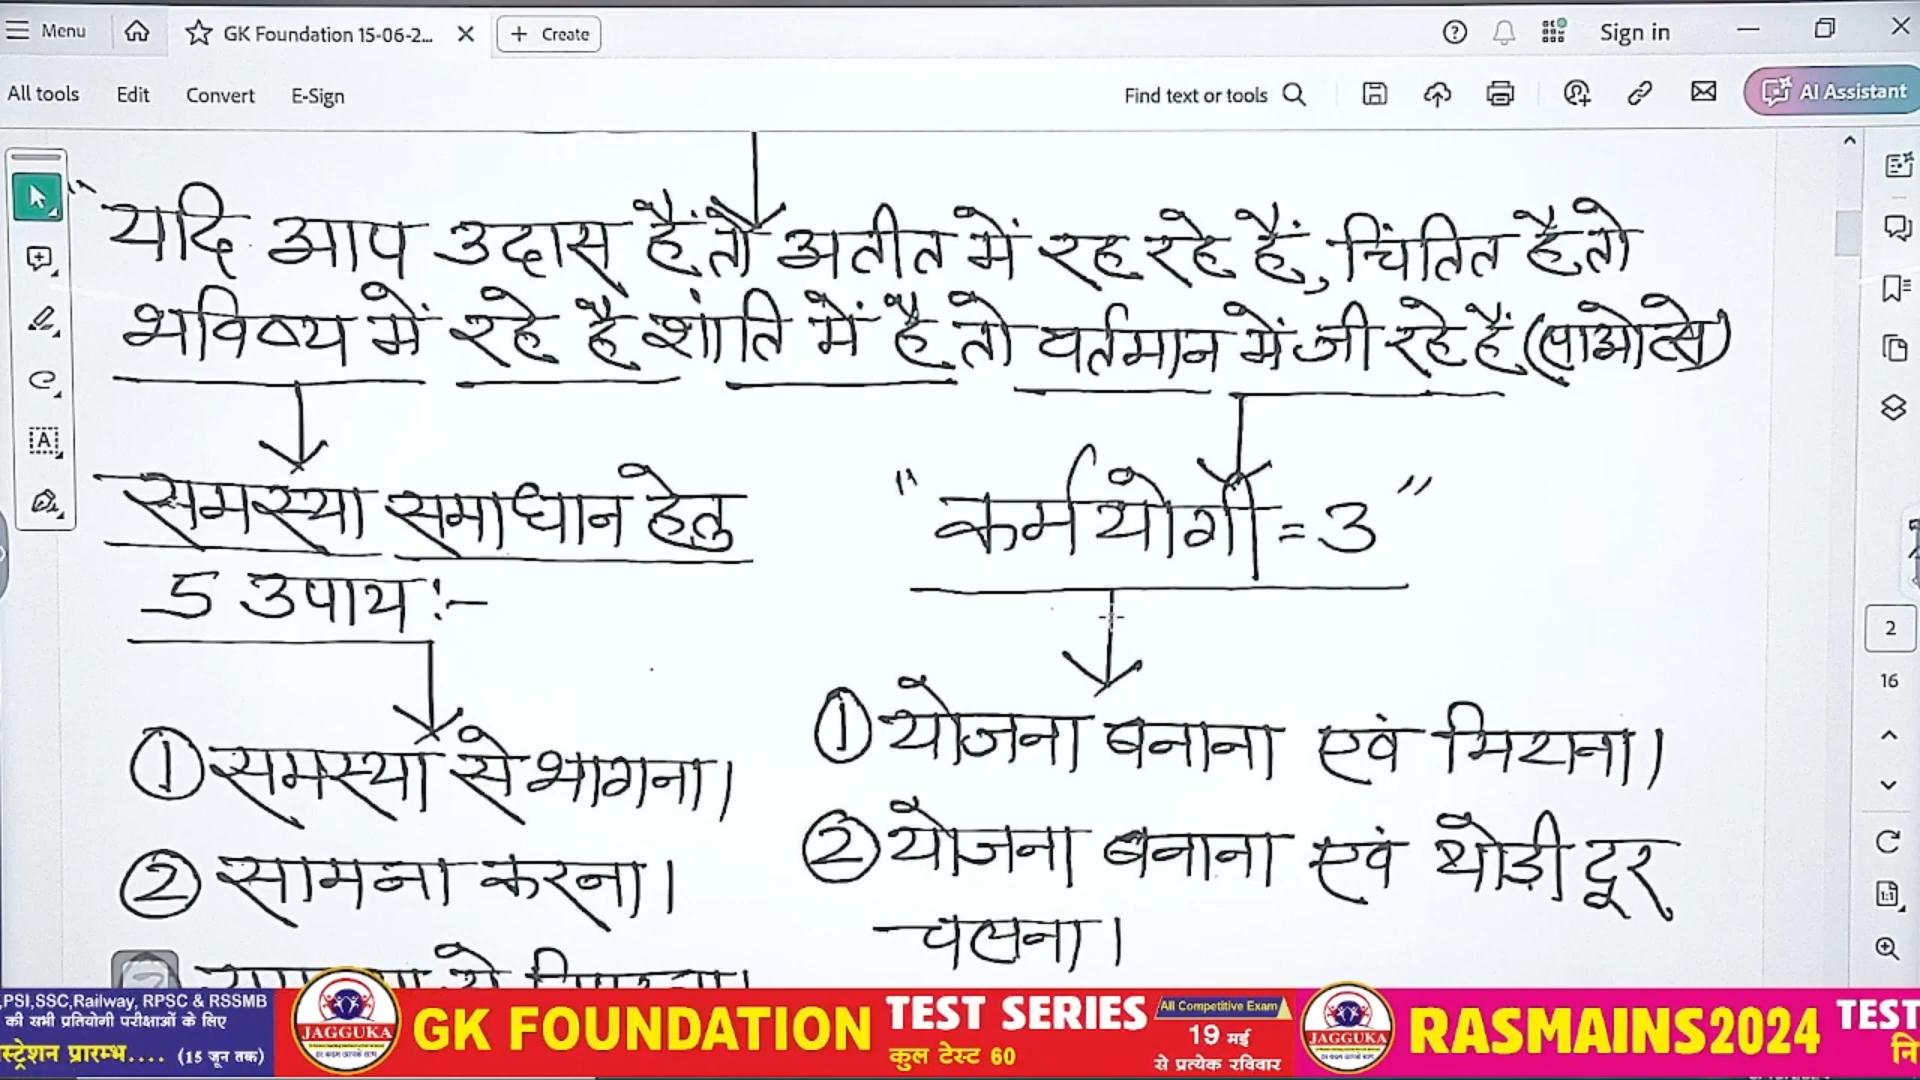 Menu
GK Foundation 15-06-2...
Create
Sign in
All tools
Edit
Convert
E-Sign
Find text or tools
AI Assistant
"यदि आप उदास हैं तो अतीत में रह रहे हैं, चिंतित हैं तो
भविष्य में रहे हैं शांति में हैं तो वर्तमान में जी रहे हैं (लाओत्से)
समस्या समाधान हेतु
5 उपाय :-
① समस्या से भागना।
② सामना करना।
"कर्मयोगी = 3"
① योजना बनाना एवं मिटाना।
② योजना बनाना एवं थोड़ी दूर
चलना।
2
16
,PSI,SSC,Railway, RPSC & RSSMB
की सभी प्रतियोगी परीक्षाओं के लिए
स्ट्रेशन प्रारम्भ.... (15 जून तक)
JAGGUKA
GK FOUNDATION
TEST SERIES
कुल टेस्ट 60
All Competitive Exam
19 मई
से प्रत्येक रविवार
JAGGUKA
RASMAINS2024
TEST
नि